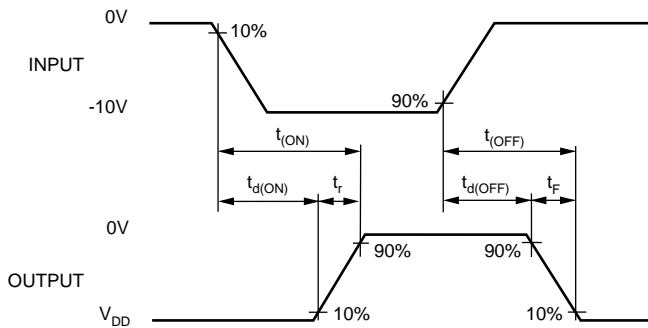 0V
10%
INPUT
-10V
90%
t(ON)
t(OFF)
td(ON)
tr
td(OFF)
tF
0V
90%
90%
OUTPUT
VDD
10%
10%